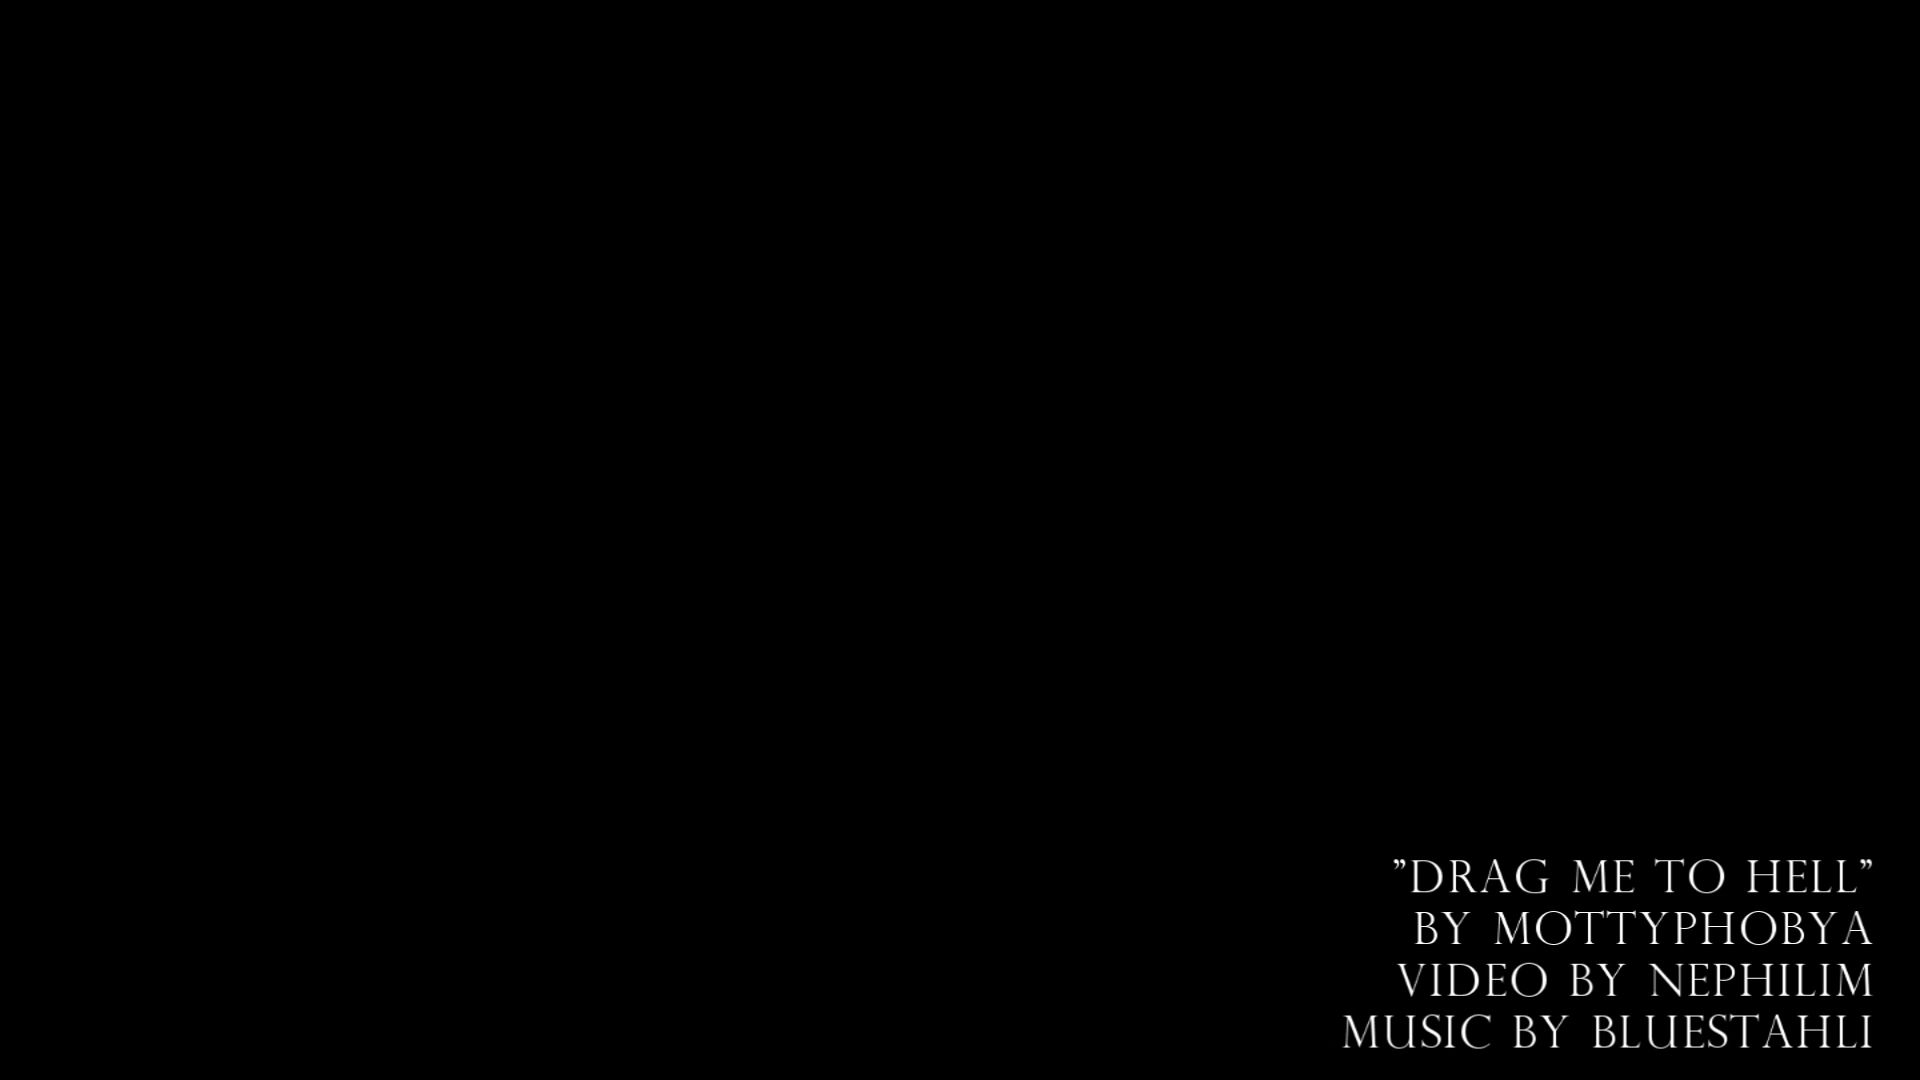 ”DRAG ME TO HELL”
BY MOTTYPHOBYA
VIDEO BY NEPHILIM
MUSIC BY BLUESTAHLI